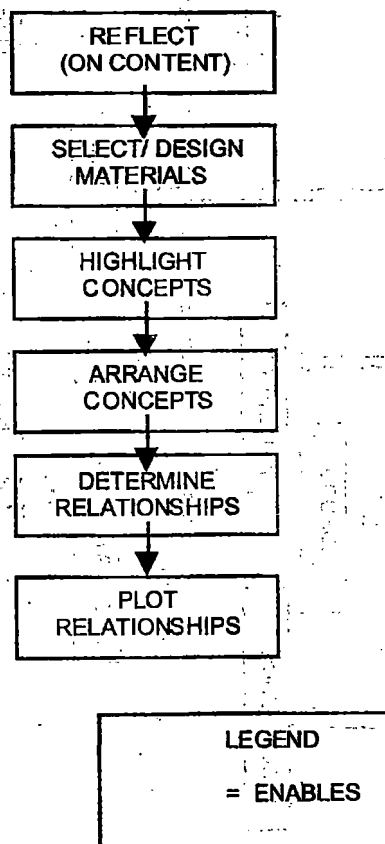 REFLECT
(ON CONTENT)
SELECT/ DESIGN
MATERIALS
HIGHLIGHT
CONCEPTS
ARRANGE
CONCEPTS
DETERMINE
RELATIONSHIPS
PLOT
RELATIONSHIPS
LEGEND
= ENABLES